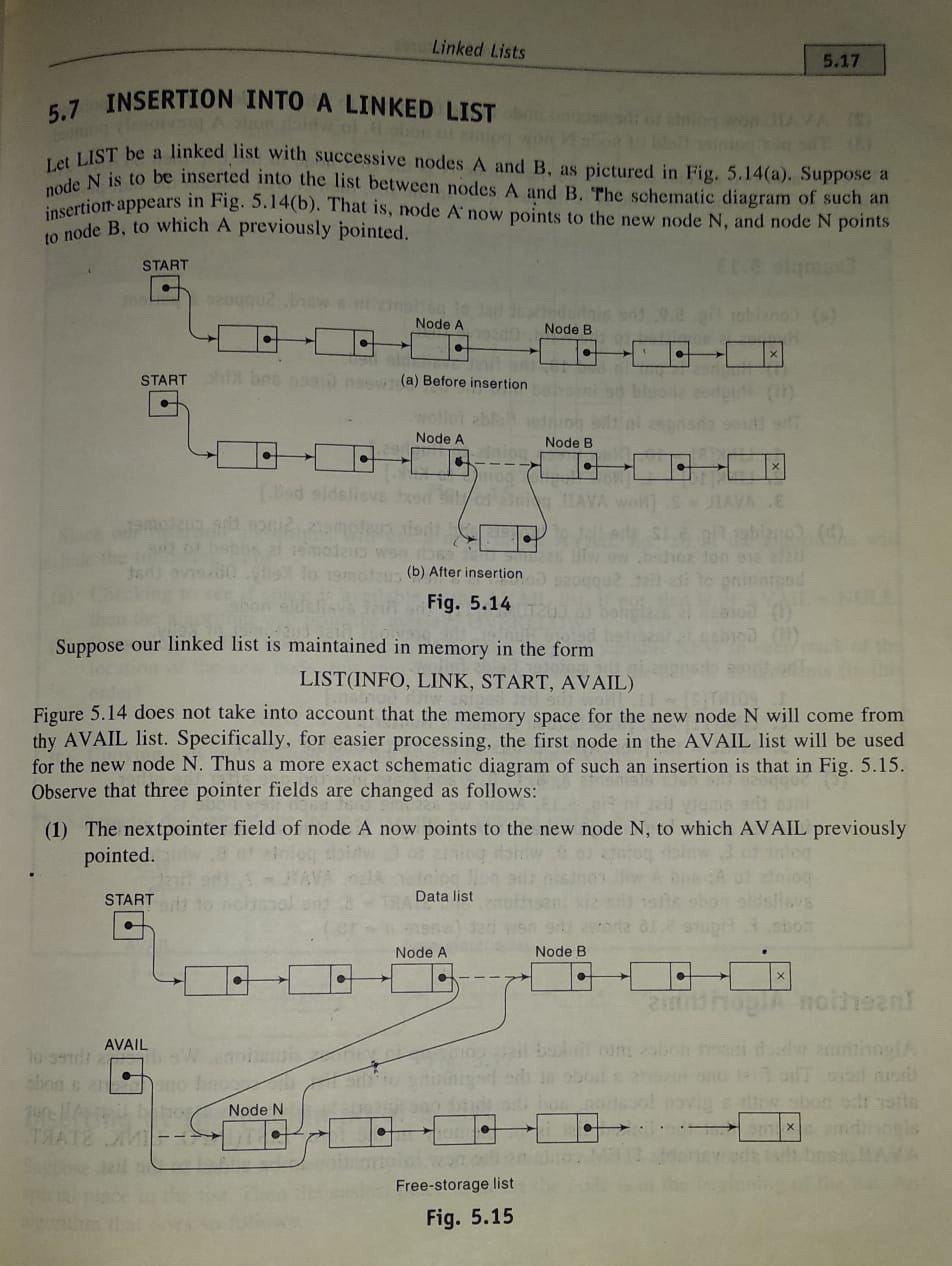 Linked Lists
5.17
5.7 INSERTION INTO A LINKED LIST
Let LIST be a linked list with successive nodes A and B, as pictured in Fig. 5.14(a). Suppose a
node N is to be inserted into the list between nodes A and B. The schematic diagram of such an
insertion appears in Fig. 5.14(b). That is, node A now points to the new node N, and node N points
to node B, to which A previously pointed.
START
Node A
Node B
×
(a) Before insertion
START
Node A
Node B
×
(b) After insertion
Fig. 5.14
Suppose our linked list is maintained in memory in the form
LIST(INFO, LINK, START, AVAIL)
Figure 5.14 does not take into account that the memory space for the new node N will come from
thy AVAIL list. Specifically, for easier processing, the first node in the AVAIL list will be used
for the new node N. Thus a more exact schematic diagram of such an insertion is that in Fig. 5.15.
Observe that three pointer fields are changed as follows:
(1) The nextpointer field of node A now points to the new node N, to which AVAIL previously
pointed.
START
Data list
Node A
Node B
×
AVAIL
Node N
×
Free-storage list
Fig. 5.15